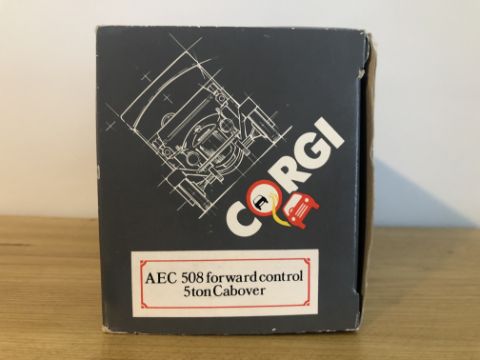 CORGI
AEC 508 forward control
5ton Cabover